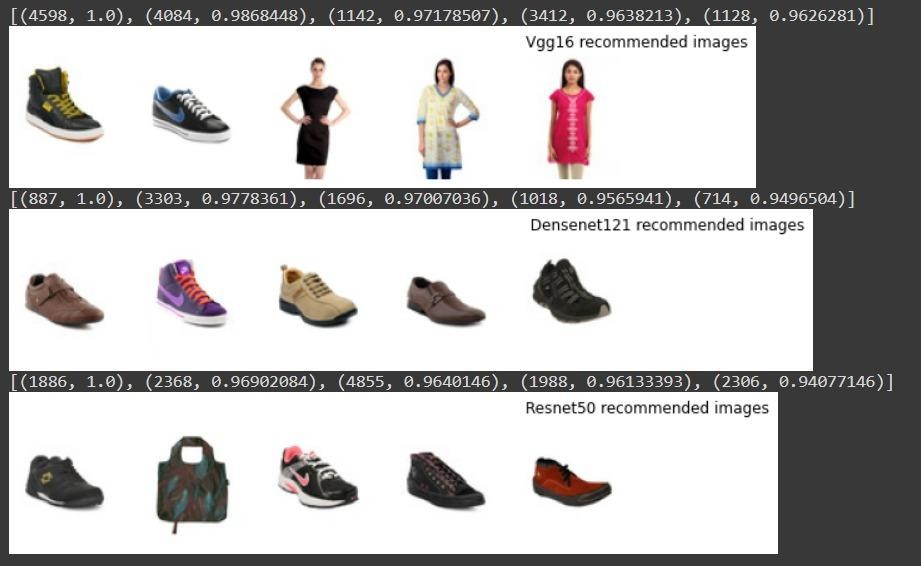 [(4598, 1.0), (4084, 0.9868448), (1142, 0.97178507), (3412, 0.9638213), (1128, 0.9626281)]
Vgg16 recommended images
[(887, 1.0), (3303, 0.9778361), (1696, 0.97007036), (1018, 0.9565941), (714, 0.9496504)]
Densenet121 recommended images
[(1886, 1.0), (2368, 0.96902084), (4855, 0.9640146), (1988, 0.96133393), (2306, 0.94077146)]
Resnet50 recommended images